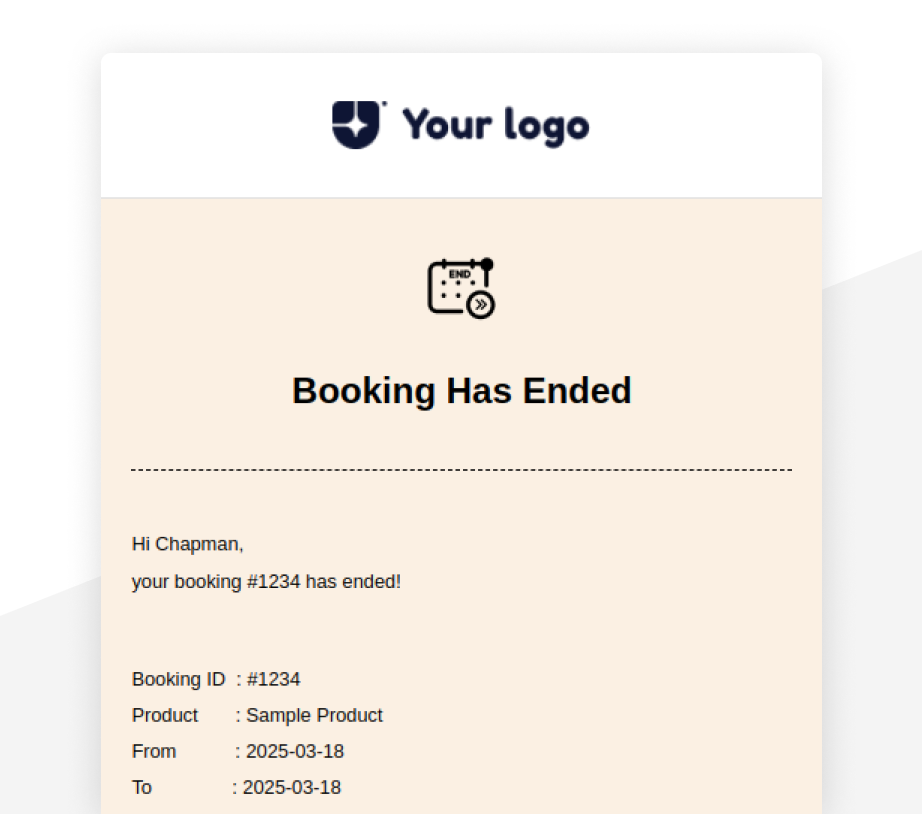 Your logo
END
Booking Has Ended
Hi Chapman,
your booking #1234 has ended!
Booking ID : #1234
Product : Sample Product
From : 2025-03-18
To : 2025-03-18